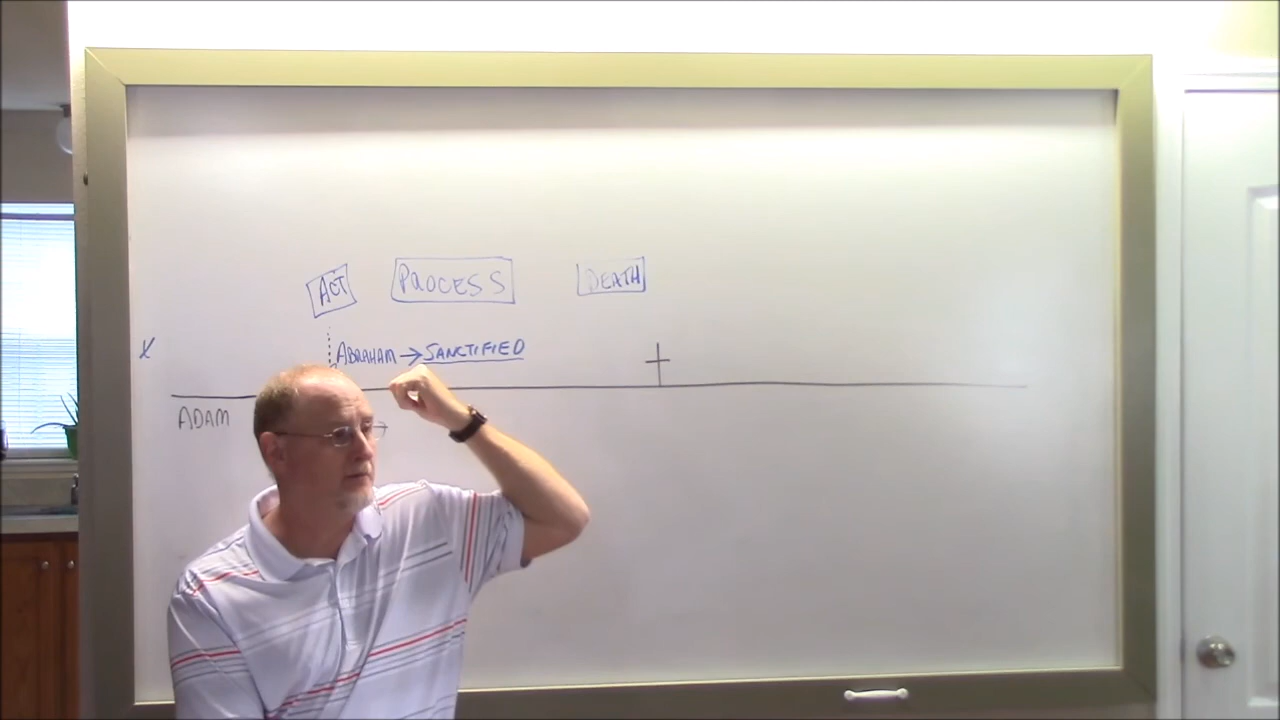 ACT PROCESS DEATH
X
ABRAHAM → SANCTIFIED
ADAM